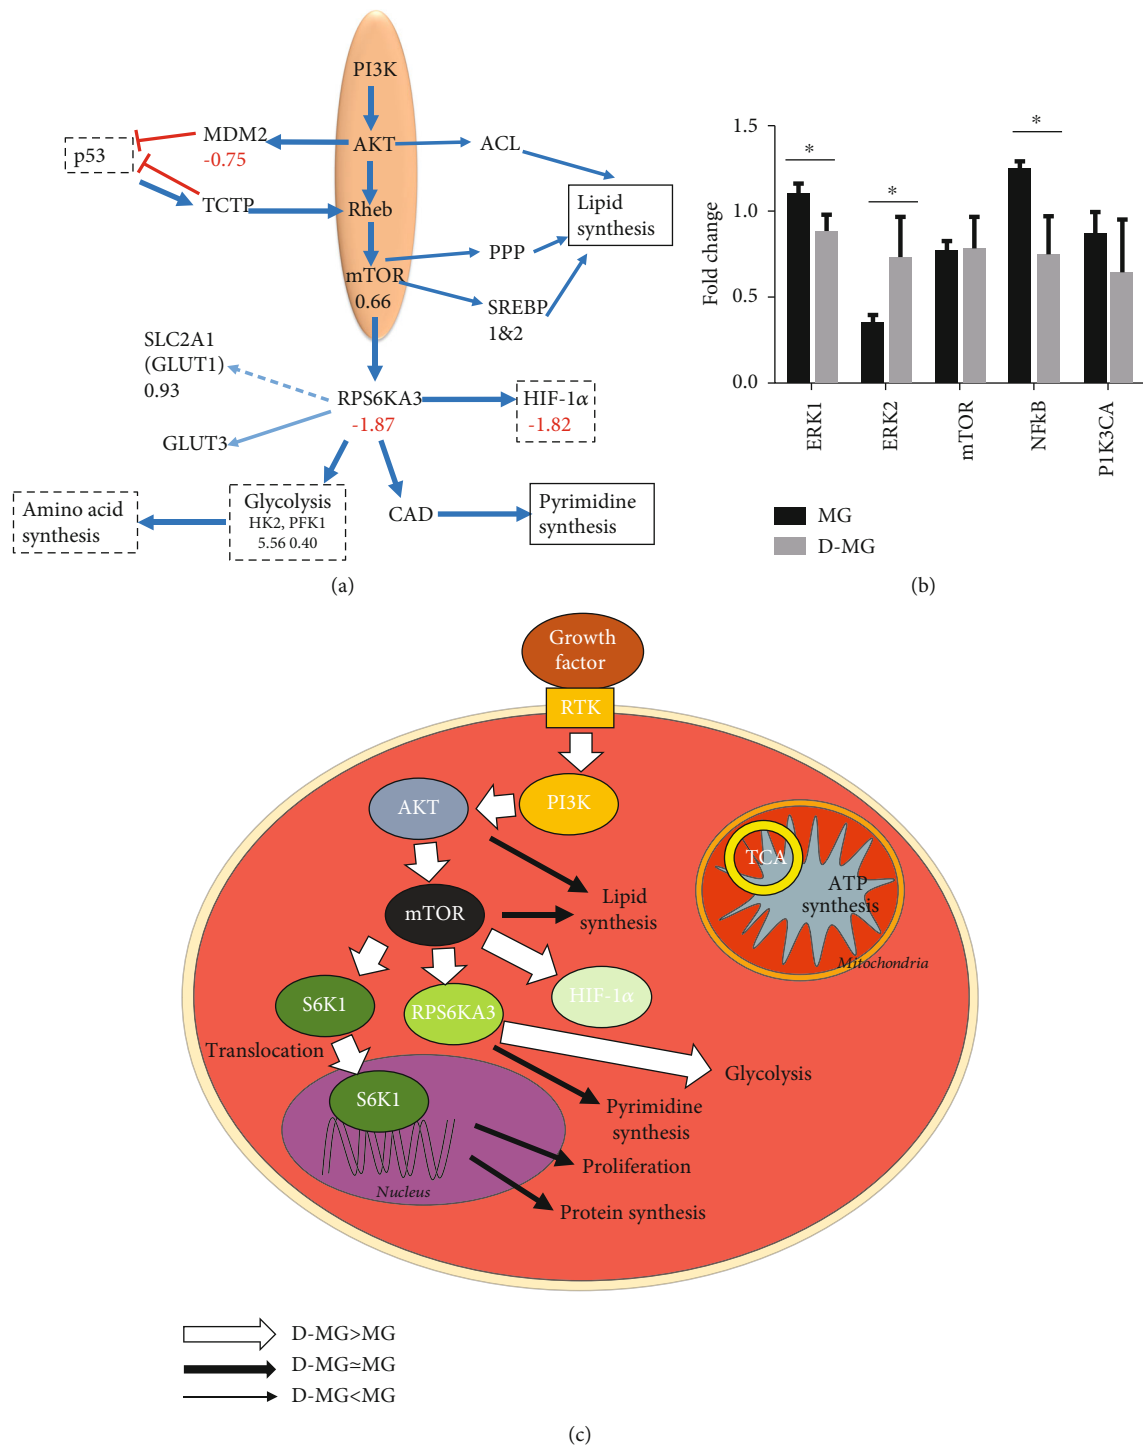 PI3K
MDM2
-0.75
AKT
ACL
p53
TCTP
Rheb
Lipid
synthesis
PPP
mTOR
0.66
SREBP
1&2
SLC2A1
(GLUT1)
0.93
RPS6KA3
-1.87
HIF-1α
-1.82
GLUT3
Amino acid
synthesis
Glycolysis
HK2, PFK1
5.56 0.40
CAD
Pyrimidine
synthesis
(a)
Fold change
1.5
1.0
0.5
0.0
*
*
*
ERK1
ERK2
mTOR
NFkB
P1K3CA
MG
D-MG
(b)
Growth
factor
RTK
PI3K
AKT
TCA
ATP
synthesis
Mitochondria
mTOR
Lipid
synthesis
S6K1
RPS6KA3
HIF-1α
Translocation
Glycolysis
S6K1
Pyrimidine
synthesis
Proliferation
Nucleus
Protein synthesis
D-MG>MG
D-MG≃MG
D-MG<MG
(c)